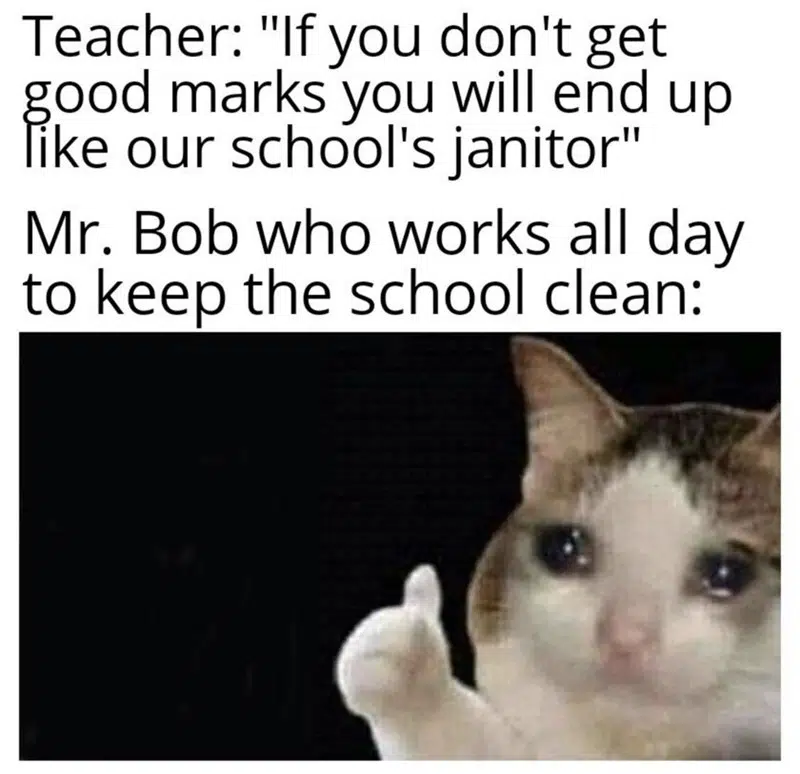 Teacher: "If you don't get
good marks you will end up
like our school's janitor"
Mr. Bob who works all day
to keep the school clean: